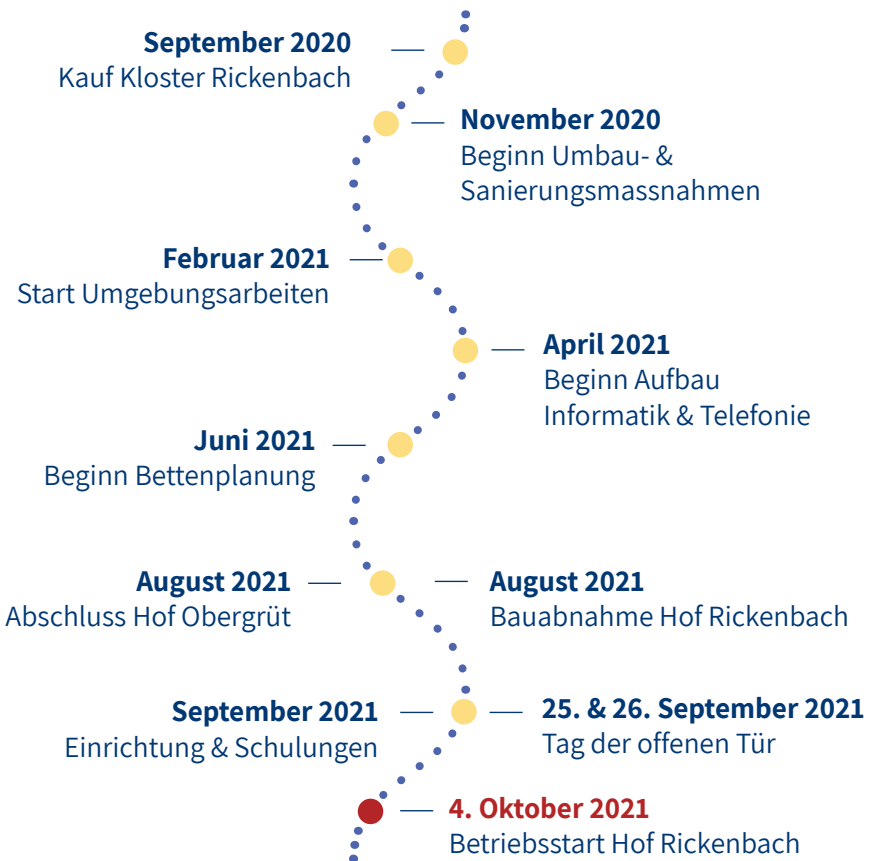 September 2020
Kauf Kloster Rickenbach
November 2020
Beginn Umbau- &
Sanierungsmassnahmen
Februar 2021
Start Umgebungsarbeiten
April 2021
Beginn Aufbau
Informatik & Telefonie
Juni 2021
Beginn Bettenplanung
August 2021
Abschluss Hof Obergrüt
August 2021
Bauabnahme Hof Rickenbach
September 2021
Einrichtung & Schulungen
25. & 26. September 2021
Tag der offenen Tür
4. Oktober 2021
Betriebsstart Hof Rickenbach